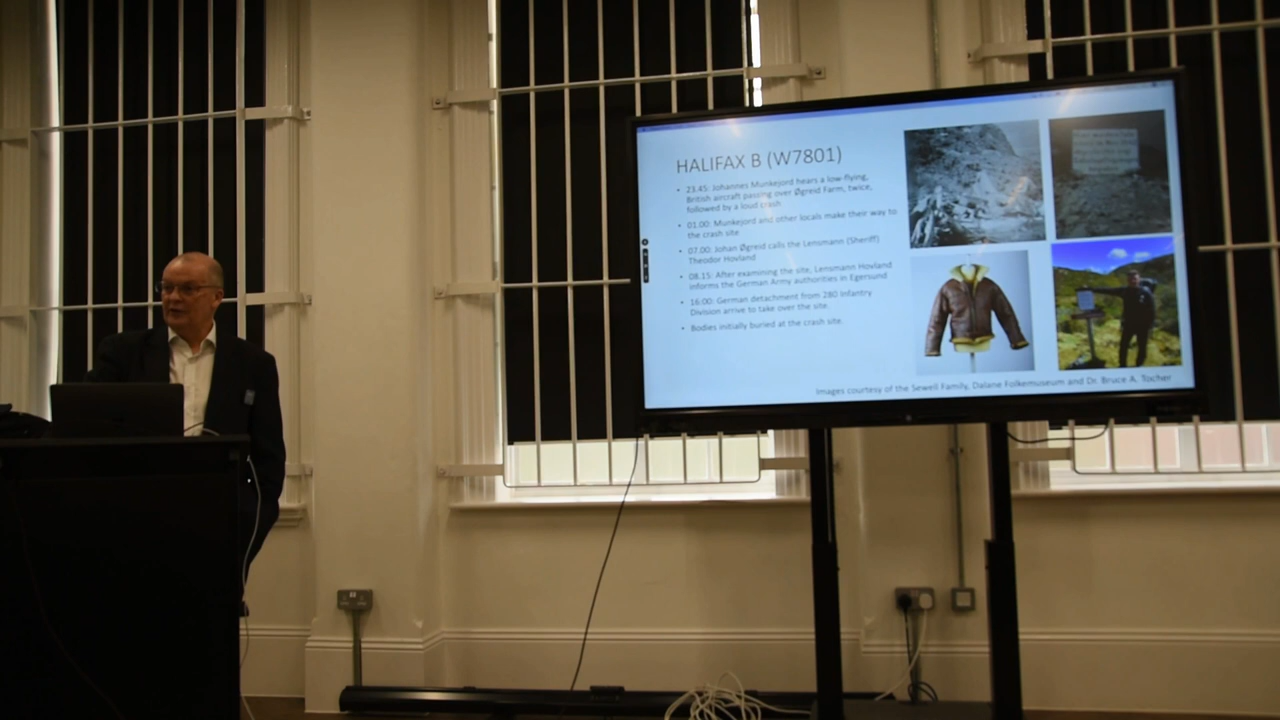 HALIFAX B (W7801)
• 23.45: Johannes Munkejord hears a low-flying,
British aircraft passing over Øgreid Farm, twice,
followed by a loud crash
• 01.00: Munkejord and other locals make their way to
the crash site
• 07.00: Johan Øgreid calls the Lensmann (Sheriff)
Theodor Hovland
• 08.15: After examining the site, Lensmann Hovland
informs the German Army authorities in Egersund
• 16:00: German detachment from 280 Infantry
Division arrive to take over the site.
• Bodies initially buried at the crash site.
Images courtesy of the Sewell Family, Dalane Folkemuseum and Dr. Bruce A. Tocher